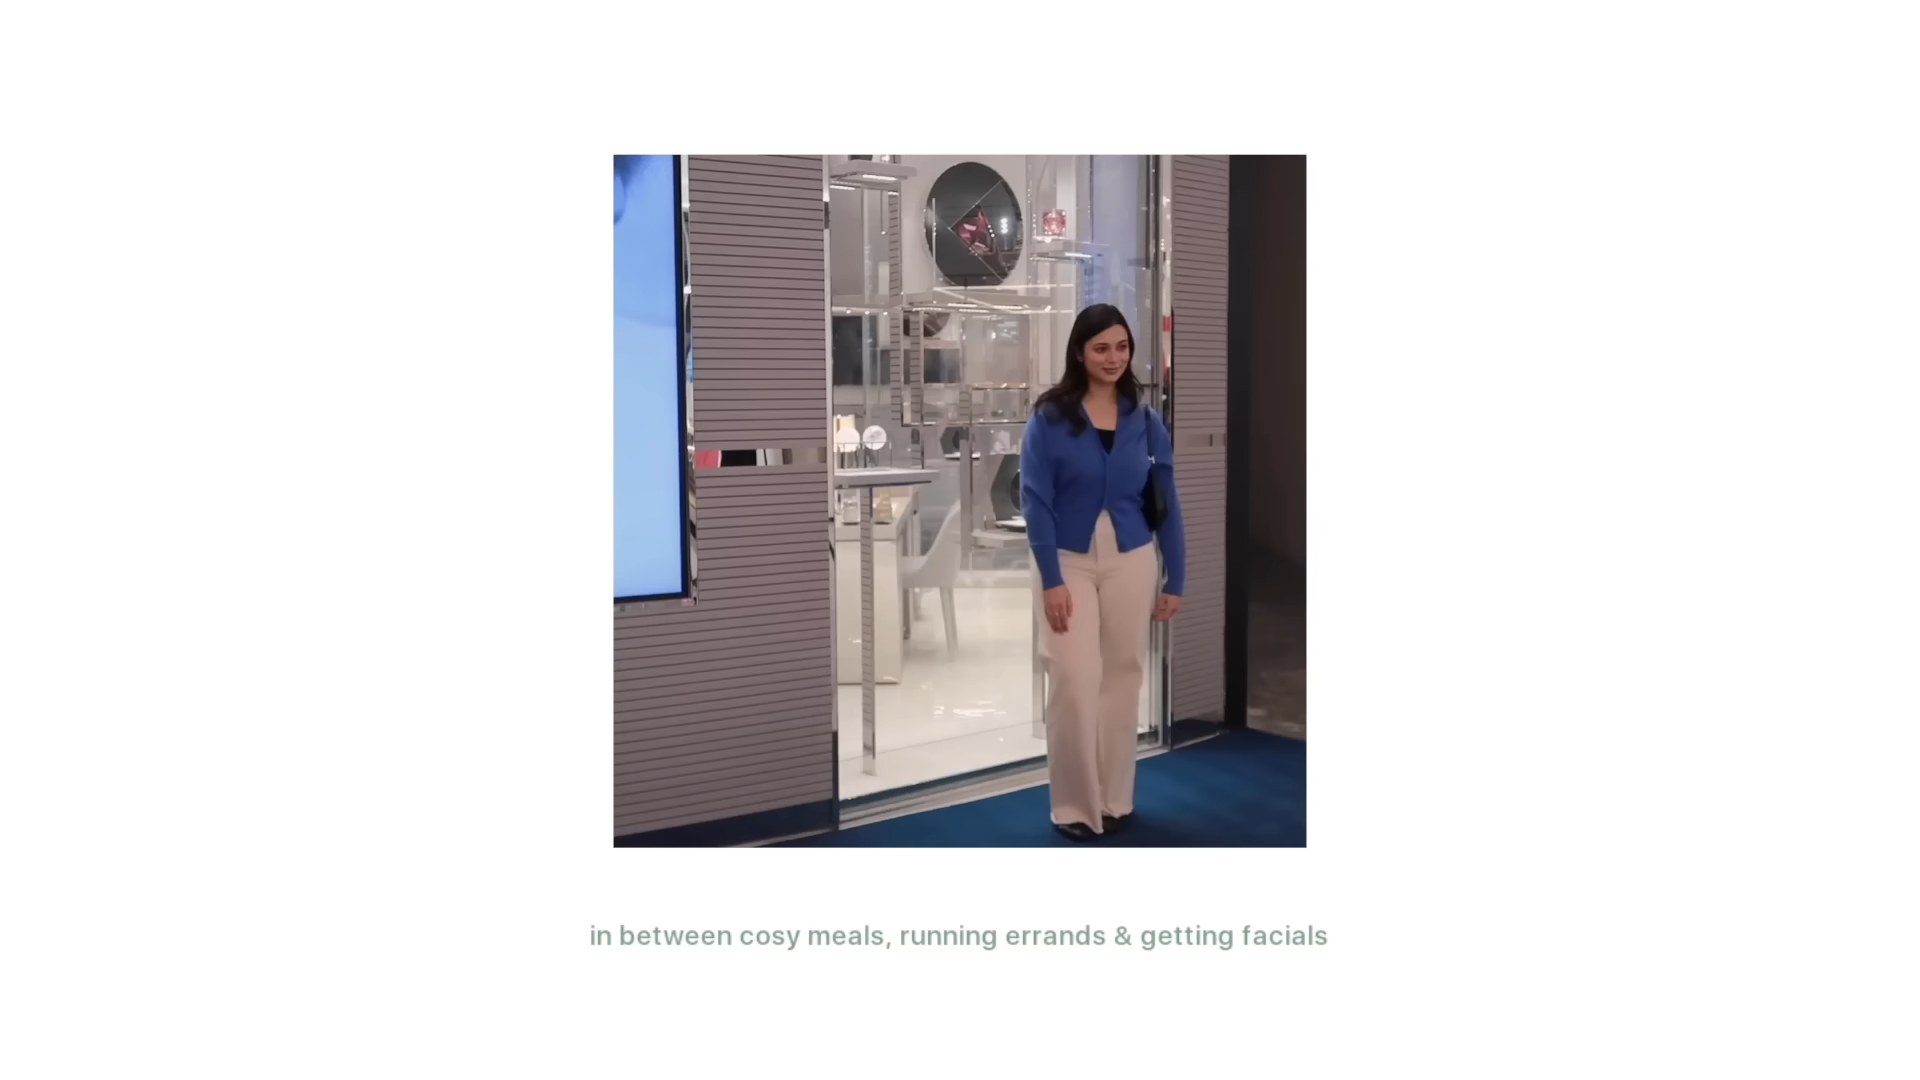 in between cosy meals, running errands & getting facials